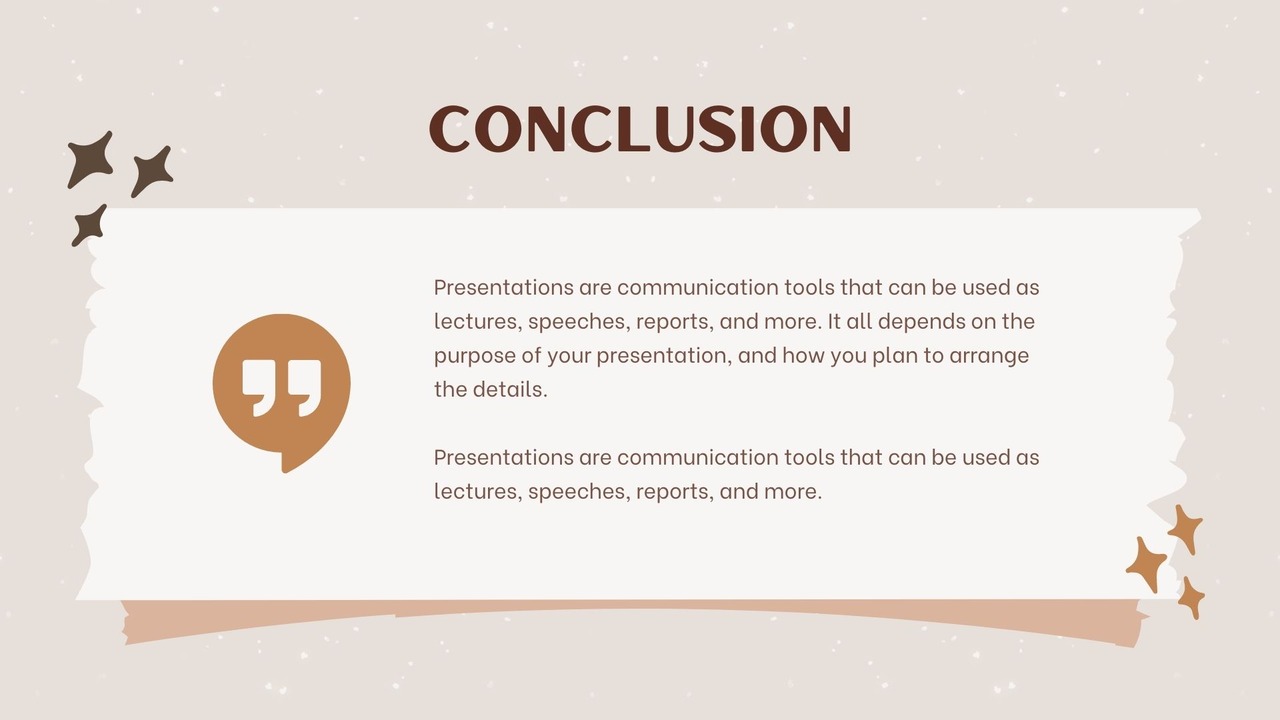 CONCLUSION
Presentations are communication tools that can be used as
lectures, speeches, reports, and more. It all depends on the
purpose of your presentation, and how you plan to arrange
the details.
Presentations are communication tools that can be used as
lectures, speeches, reports, and more.